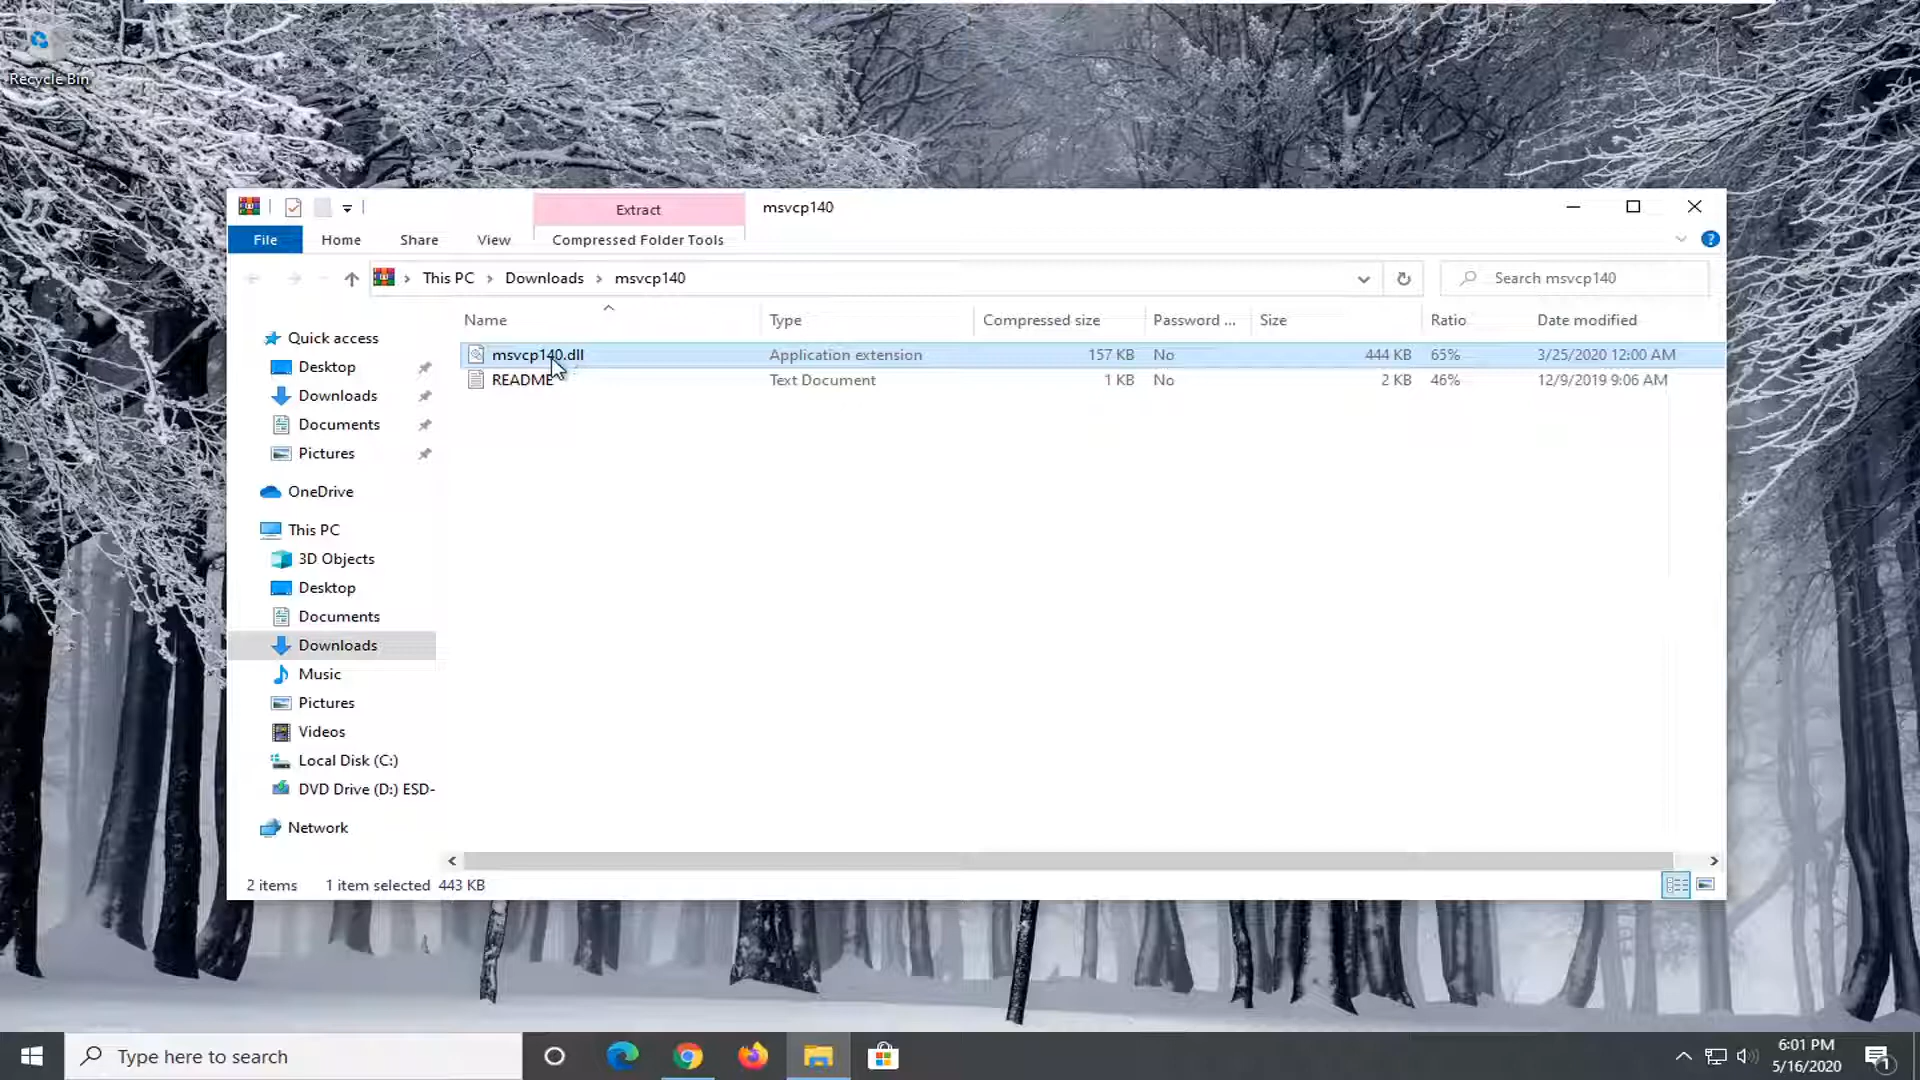 Recycle Bin
Extract
msvcp140
File
Home
Share
View
Compressed Folder Tools
This PC
Downloads
msvcp140
Search msvcp140
Name
Type
Compressed size
Password ...
Size
Ratio
Date modified
msvcp140.dll
Application extension
157 KB
No
444 KB
65%
3/25/2020 12:00 AM
README
Text Document
1 KB
No
2 KB
46%
12/9/2019 9:06 AM
Quick access
Desktop
Downloads
Documents
Pictures
OneDrive
This PC
3D Objects
Desktop
Documents
Downloads
Music
Pictures
Videos
Local Disk (C:)
DVD Drive (D:) ESD-
Network
2 items
1 item selected 443 KB
Type here to search
6:01 PM
5/16/2020
1